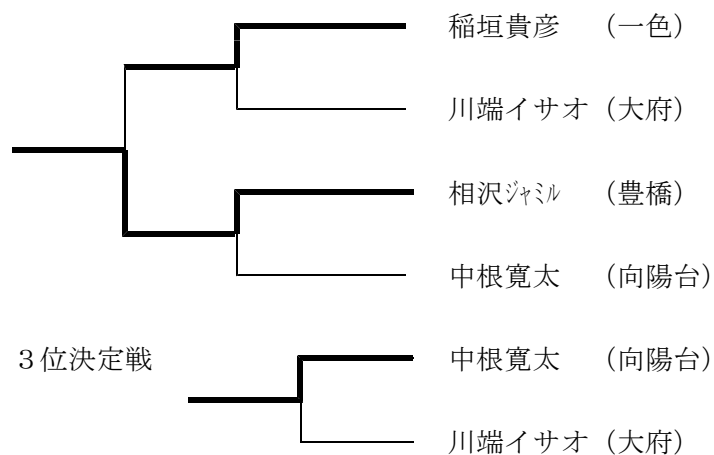 稲垣貴彦　（一色）
川端イサオ（大府）
相沢ｼﾞｬﾐﾙ　（豊橋）
中根寛太　（向陽台）
３位決定戦　中根寛太　（向陽台）
川端イサオ（大府）